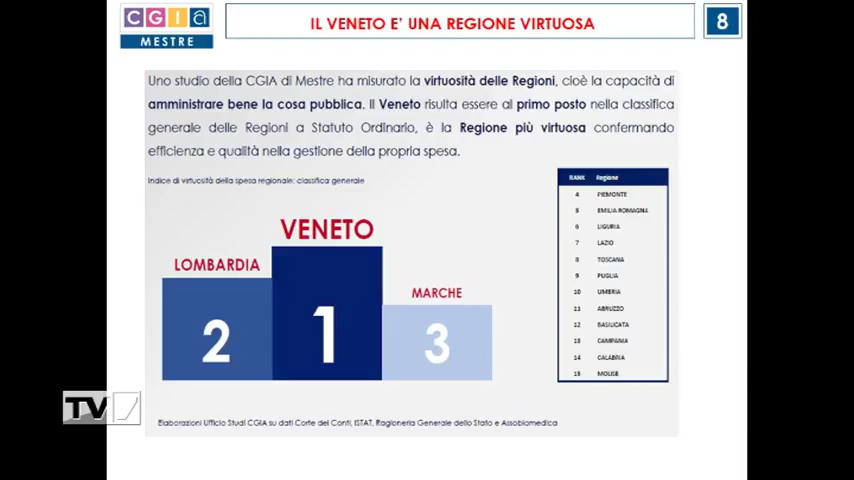 CGIA
MESTRE
IL VENETO E' UNA REGIONE VIRTUOSA
8
Uno studio della CGIA di Mestre ha misurato la virtuosità delle Regioni, cioè la capacità di
amministrare bene la cosa pubblica. Il Veneto risulta essere al primo posto nella classifica
generale delle Regioni a Statuto Ordinario, è la Regione più virtuosa confermando
efficienza e qualità nella gestione della propria spesa.
Indice di virtuosità della spesa regionale: classifica generale
VENETO
LOMBARDIA
MARCHE
2
1
3
RANK Regione
4 PIEMONTE
5 EMILIA ROMAGNA
6 LIGURIA
7 LAZIO
8 TOSCANA
9 PUGLIA
10 UMBRIA
11 ABRUZZO
12 BASILICATA
13 CAMPANIA
14 CALABRIA
15 MOLISE
TV7
Elaborazioni Ufficio Studi CGIA su dati Corte dei Conti, ISTAT, Ragioneria Generale dello Stato e Assobiomedica